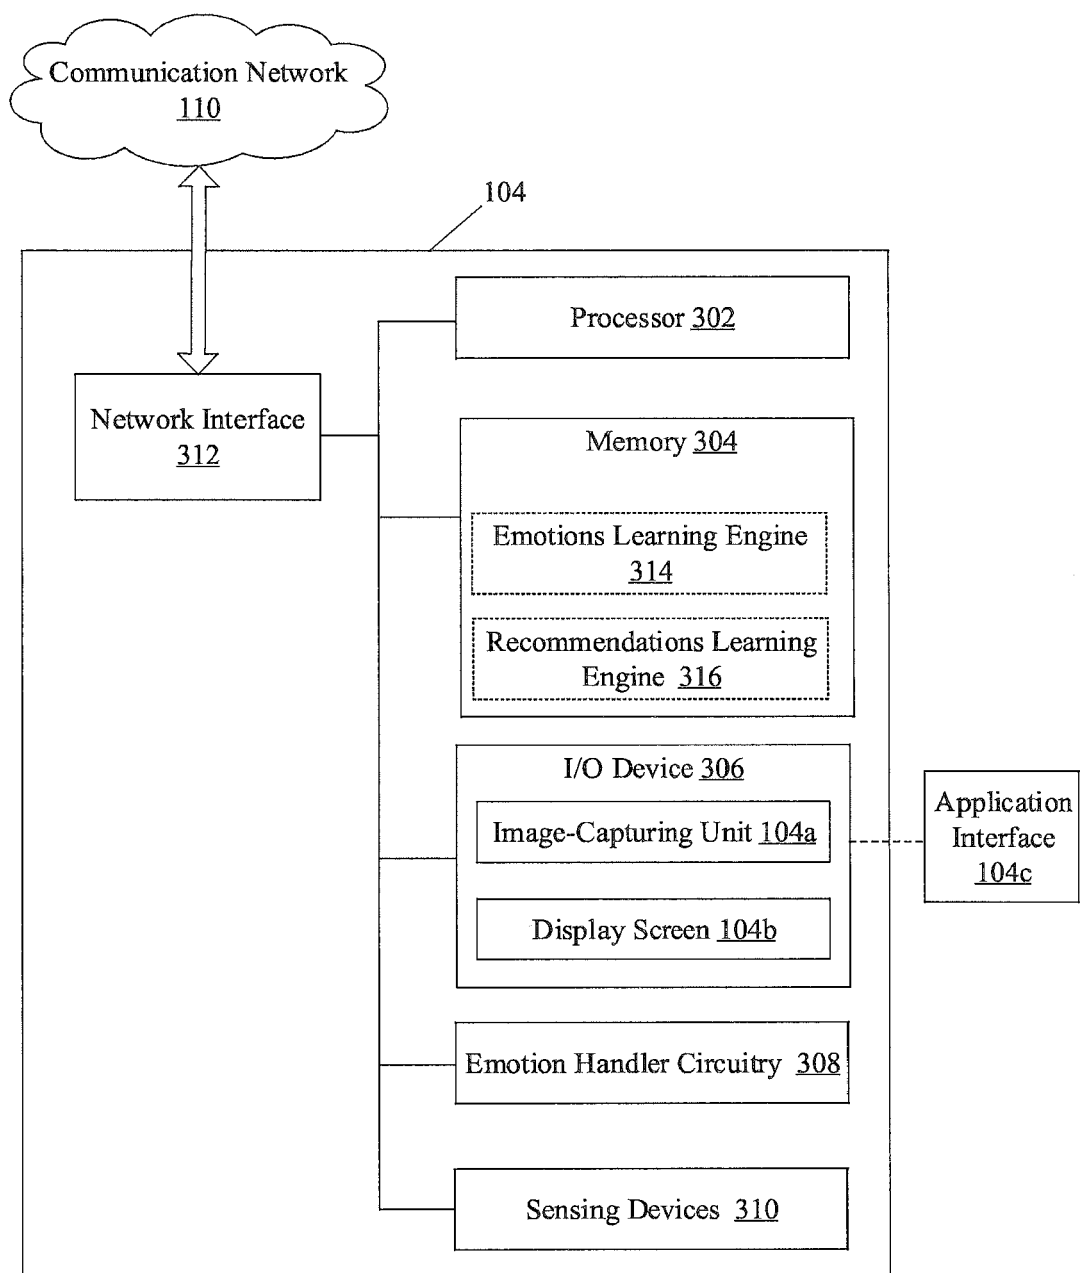 Communication Network
110
104
Processor 302
Network Interface
312
Memory 304
Emotions Learning Engine
314
Recommendations Learning
Engine 316
I/O Device 306
Image-Capturing Unit 104a
Display Screen 104b
Application
Interface
104c
Emotion Handler Circuitry 308
Sensing Devices 310